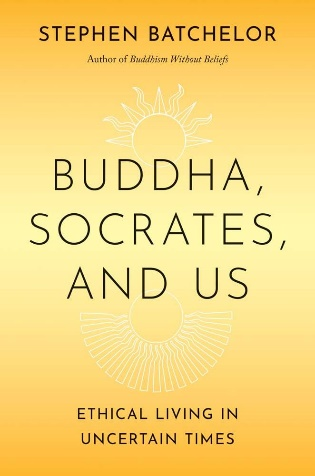 STEPHEN BATCHELOR
Author of Buddhism Without Beliefs
BUDDHA,
SOCRATES,
AND US
ETHICAL LIVING IN
UNCERTAIN TIMES